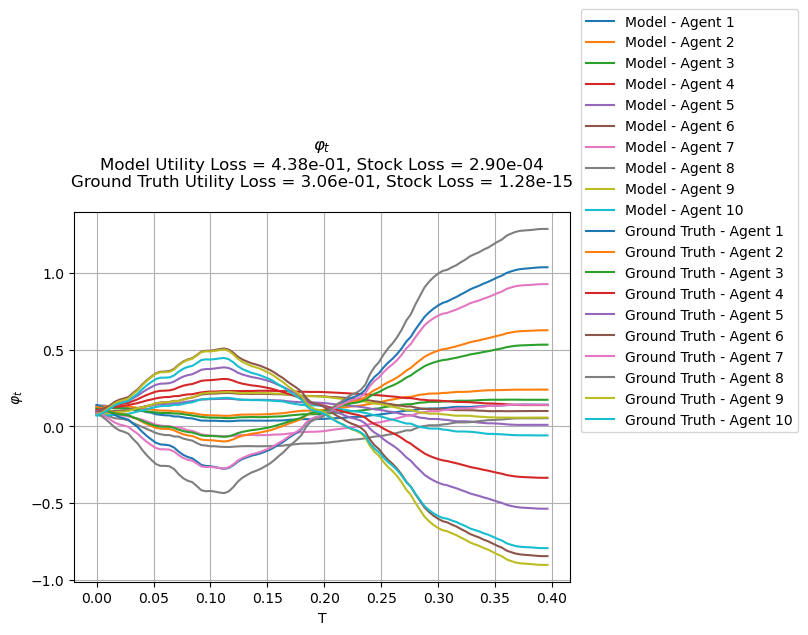 φt
Model Utility Loss = 4.38e-01, Stock Loss = 2.90e-04
Ground Truth Utility Loss = 3.06e-01, Stock Loss = 1.28e-15
Model - Agent 1
Model - Agent 2
Model - Agent 3
Model - Agent 4
Model - Agent 5
Model - Agent 6
Model - Agent 7
Model - Agent 8
Model - Agent 9
Model - Agent 10
Ground Truth - Agent 1
Ground Truth - Agent 2
Ground Truth - Agent 3
Ground Truth - Agent 4
Ground Truth - Agent 5
Ground Truth - Agent 6
Ground Truth - Agent 7
Ground Truth - Agent 8
Ground Truth - Agent 9
Ground Truth - Agent 10
φt
1.0
0.5
0.0
−0.5
−1.0
0.00 0.05 0.10 0.15 0.20 0.25 0.30 0.35 0.40
T